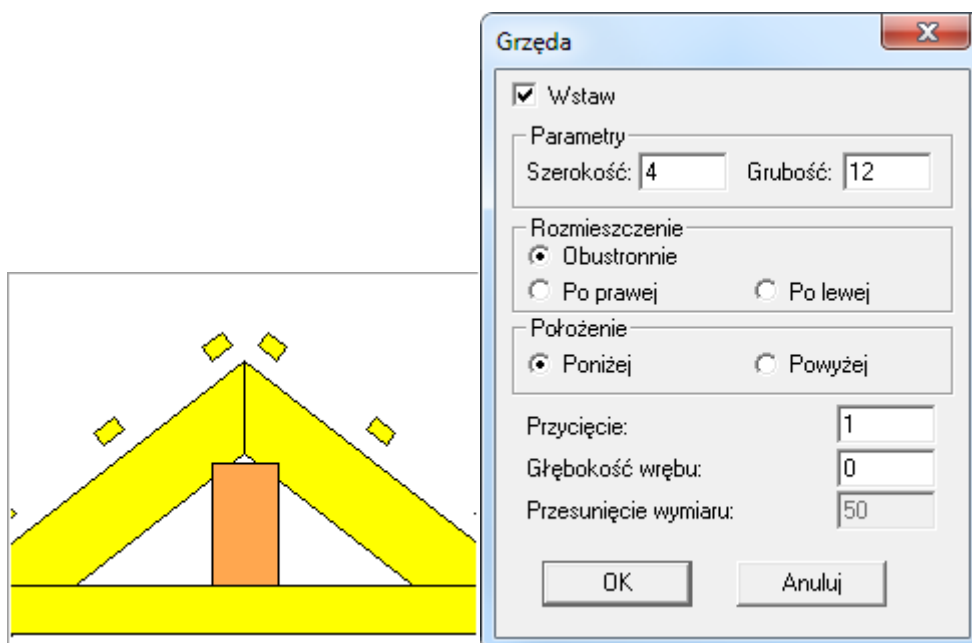 Grzęda
Wstaw
Parametry
Szerokość: 4 Grubość: 12
Rozmieszczenie
Obustronnie
Po prawej Po lewej
Położenie
Poniżej Powyżej
Przycięcie: 1
Głębokość wrębu: 0
Przesunięcie wymiaru: 50
OK Anuluj